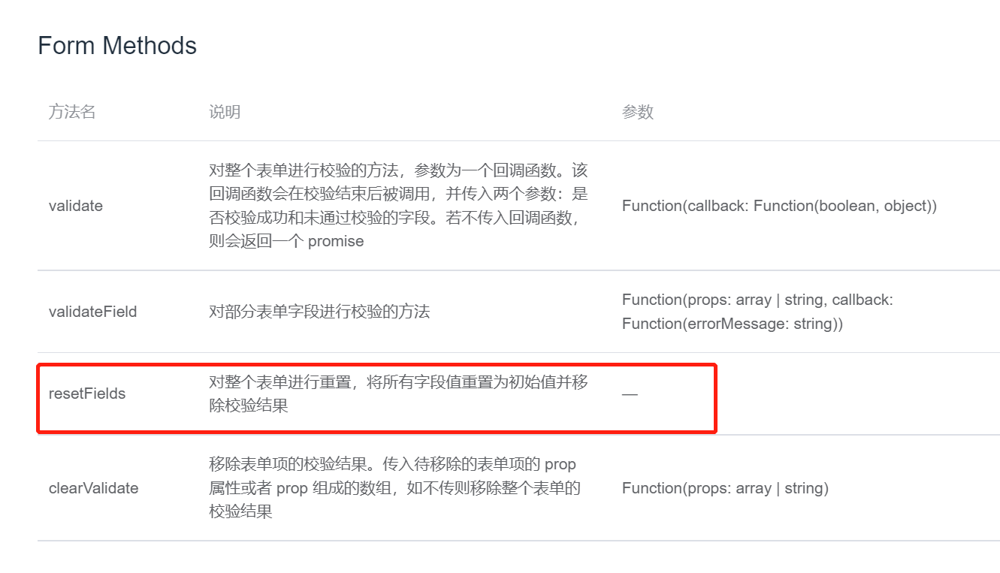 Form Methods
方法名 说明 参数
validate
对整个表单进行校验的方法，参数为一个回调函数。该
回调函数会在校验结束后被调用，并传入两个参数：是
否校验成功和未通过校验的字段。若不传入回调函数，
则会返回一个 promise
Function(callback: Function(boolean, object))
validateField
对部分表单字段进行校验的方法
Function(props: array | string, callback:
Function(errorMessage: string))
resetFields
对整个表单进行重置，将所有字段值重置为初始值并移
除校验结果
—
clearValidate
移除表单项的校验结果。传入待移除的表单项的 prop
属性或者 prop 组成的数组，如不传则移除整个表单的
校验结果
Function(props: array | string)